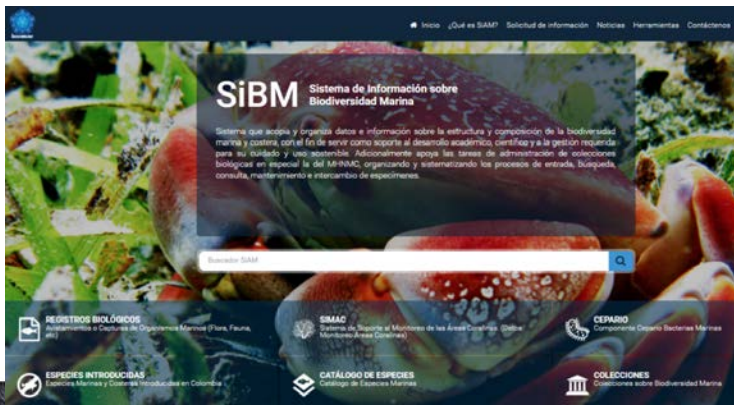 Inicio ¿Qué es SIAM? Solicitud de información Noticias Herramientas Contáctenos
SiBM
Sistema de Información sobre
Biodiversidad Marina
Sistema que acopia y organiza datos e información sobre la estructura y composición de la biodiversidad
marina y costera, con el fin de servir como soporte al desarrollo académico, científico y a la gestión requerida
para su cuidado y uso sostenible. Adicionalmente apoya las tareas de administración de colecciones
biológicas en especial la del MHNMC, organizando y sistematizando los procesos de entrada, búsqueda,
consulta, mantenimiento e intercambio de especímenes.
Buscador SIAM
REGISTROS BIOLÓGICOS
Avistamientos o Capturas de Organismos Marinos (Flora, Fauna,
etc)
SIMAC
Sistema de Soporte al Monitoreo de las Áreas Coralinas. (Datos
Monitoreo Áreas Coralinas)
CEPARIO
Componente Cepario Bacterias Marinas
ESPECIES INTRODUCIDAS
Especies Marinas y Costeras Introducidas en Colombia
CATÁLOGO DE ESPECIES
Catálogo de Especies Marinas
COLECCIONES
Colecciones sobre Biodiversidad Marina